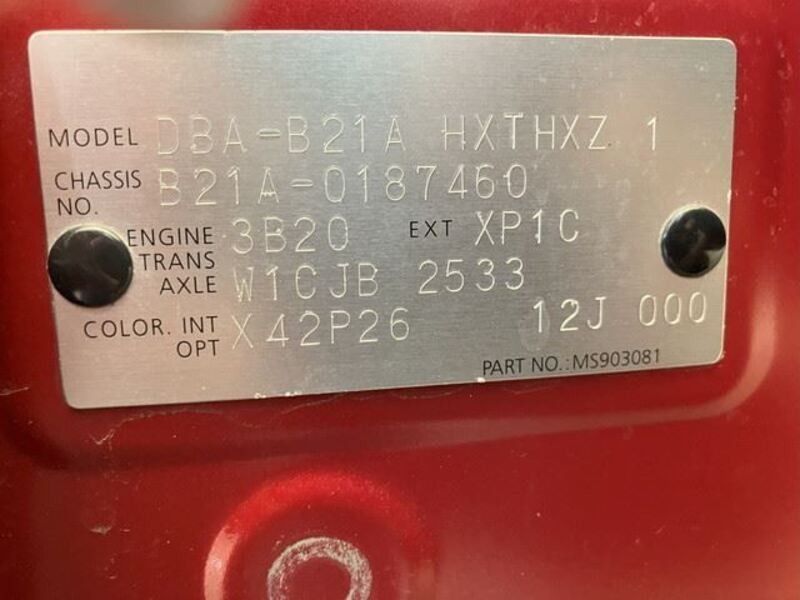 MODEL DBA-B21A HXTHXZ 1
CHASSIS NO. B21A-0187460
ENGINE 3B20 EXT XP1C
TRANS AXLE W1CJB 2533
COLOR. INT OPT X42P26 12J 000
PART NO.:MS903081